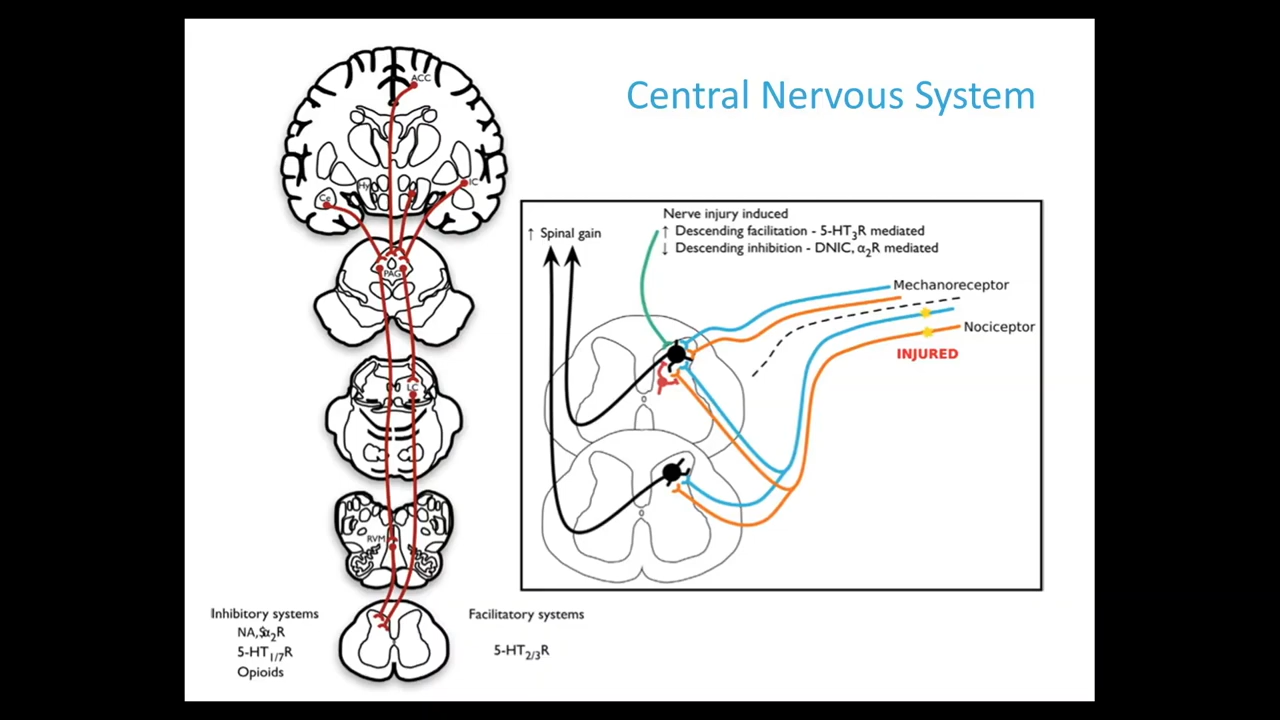 Central Nervous System
ACC
Hy
IC
Ce
PAG
LC
RVM
Inhibitory systems
NA, α2R
5-HT1/7R
Opioids
Facilitatory systems
5-HT2/3R
↑ Spinal gain
Nerve injury induced
↑ Descending facilitation - 5-HT3R mediated
↓ Descending inhibition - DNIC, α2R mediated
Mechanoreceptor
Nociceptor
INJURED